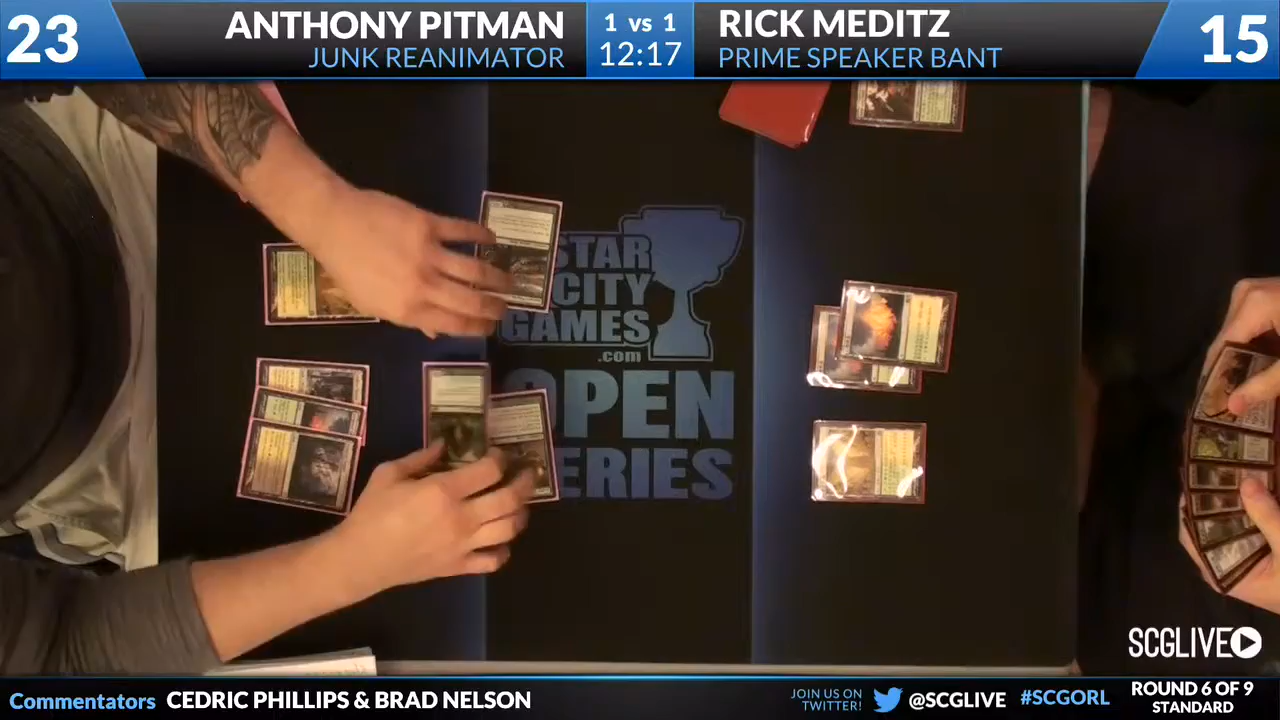 23
ANTHONY PITMAN
JUNK REANIMATOR
1 vs 1
12:17
RICK MEDITZ
PRIME SPEAKER BANT
15
STAR
CITY
GAMES
.com
OPEN
SERIES
SCGLIVE
Commentators CEDRIC PHILLIPS & BRAD NELSON
JOIN US ON
TWITTER!
@SCGLIVE
#SCGORL
ROUND 6 OF 9
STANDARD